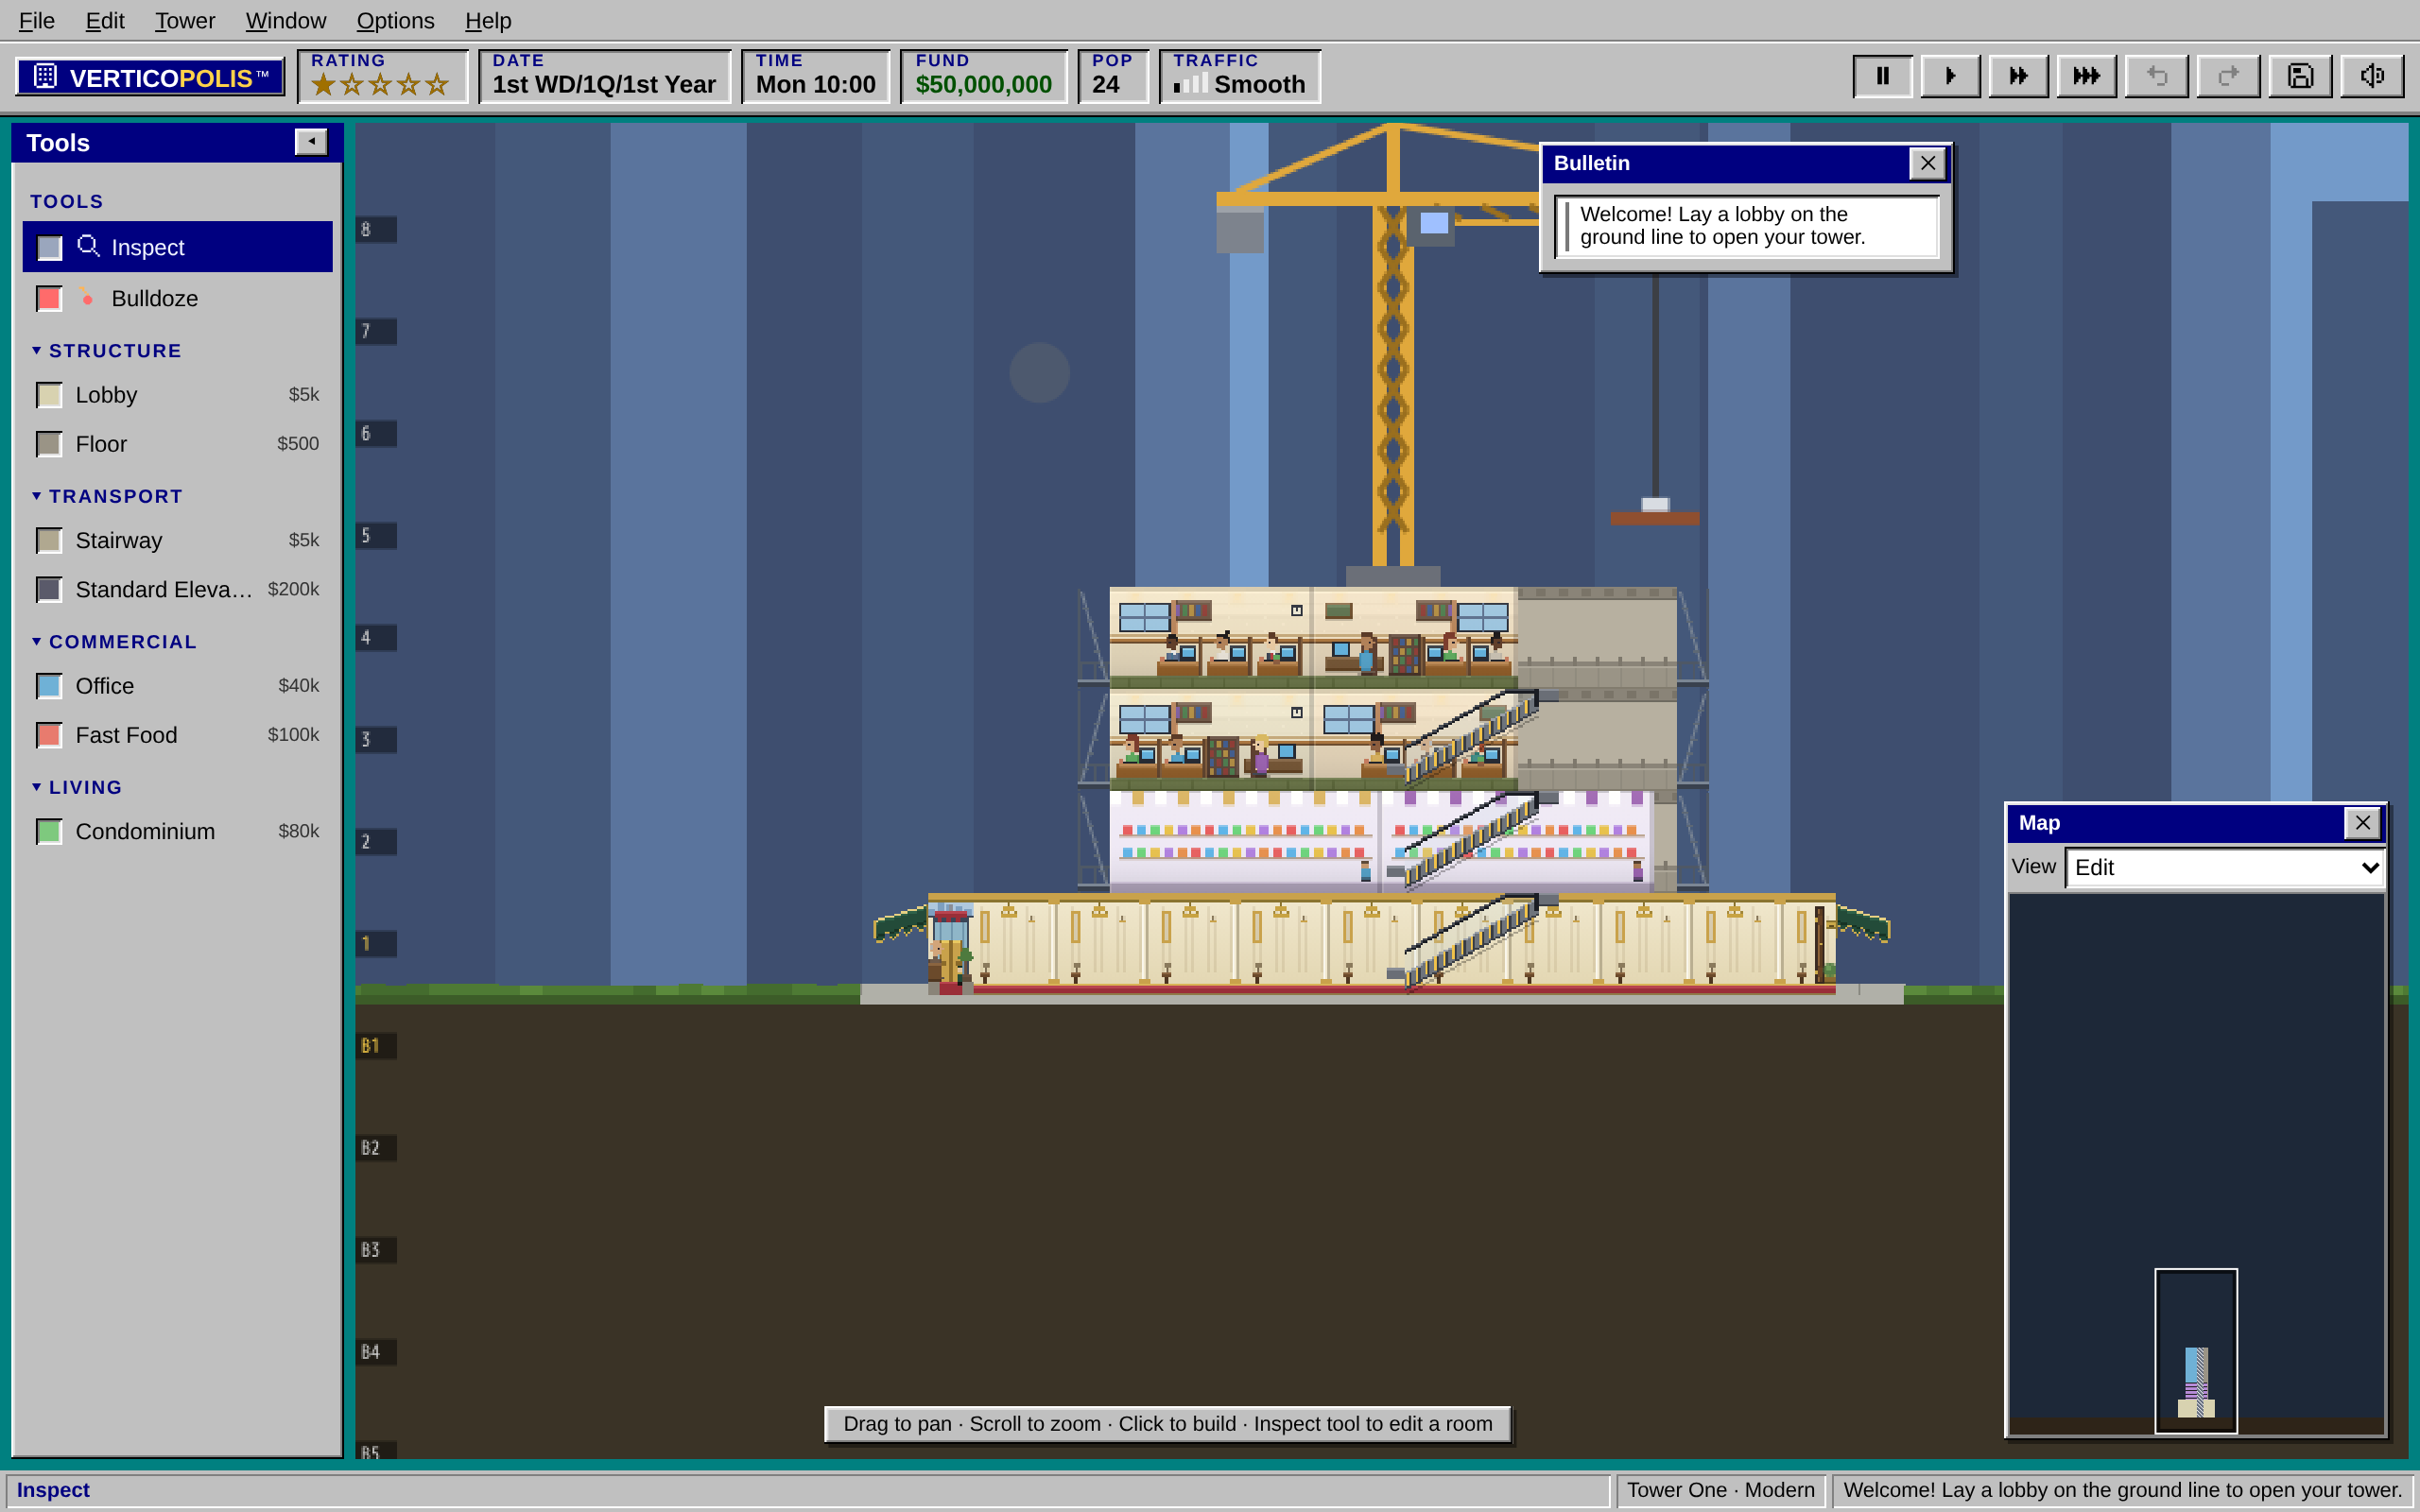 File Edit Tower Window Options Help
VERTICOPOLIS™
RATING
DATE
1st WD/1Q/1st Year
TIME
Mon 10:00
FUND
$50,000,000
POP
24
TRAFFIC
Smooth
Tools
TOOLS
Inspect
Bulldoze
STRUCTURE
Lobby $5k
Floor $500
TRANSPORT
Stairway $5k
Standard Eleva… $200k
COMMERCIAL
Office $40k
Fast Food $100k
LIVING
Condominium $80k
8
7
6
5
4
3
2
1
B1
B2
B3
B4
B5
Bulletin
Welcome! Lay a lobby on the
ground line to open your tower.
Map
View Edit
Drag to pan · Scroll to zoom · Click to build · Inspect tool to edit a room
Inspect
Tower One · Modern
Welcome! Lay a lobby on the ground line to open your tower.